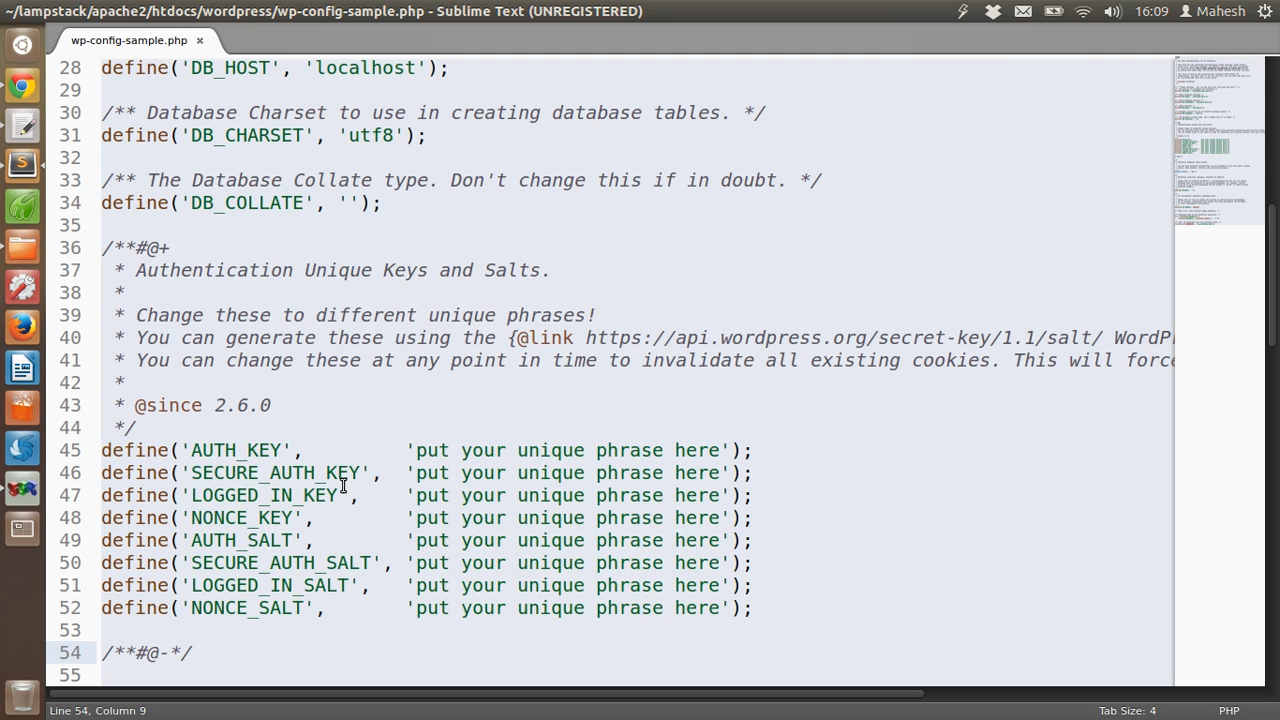 ~/lampstack/apache2/htdocs/wordpress/wp-config-sample.php - Sublime Text (UNREGISTERED)
16:09
Mahesh
wp-config-sample.php ×
28 define('DB_HOST', 'localhost');
29
30 /** Database Charset to use in creating database tables. */
31 define('DB_CHARSET', 'utf8');
32
33 /** The Database Collate type. Don't change this if in doubt. */
34 define('DB_COLLATE', '');
35
36 /**#@+
37 * Authentication Unique Keys and Salts.
38 *
39 * Change these to different unique phrases!
40 * You can generate these using the {@link https://api.wordpress.org/secret-key/1.1/salt/ WordP
41 * You can change these at any point in time to invalidate all existing cookies. This will force
42 *
43 * @since 2.6.0
44 */
45 define('AUTH_KEY',         'put your unique phrase here');
46 define('SECURE_AUTH_KEY',  'put your unique phrase here');
47 define('LOGGED_IN_KEY',    'put your unique phrase here');
48 define('NONCE_KEY',        'put your unique phrase here');
49 define('AUTH_SALT',        'put your unique phrase here');
50 define('SECURE_AUTH_SALT', 'put your unique phrase here');
51 define('LOGGED_IN_SALT',   'put your unique phrase here');
52 define('NONCE_SALT',       'put your unique phrase here');
53
54 /**#@-*/
55
Line 54, Column 9
Tab Size: 4
PHP